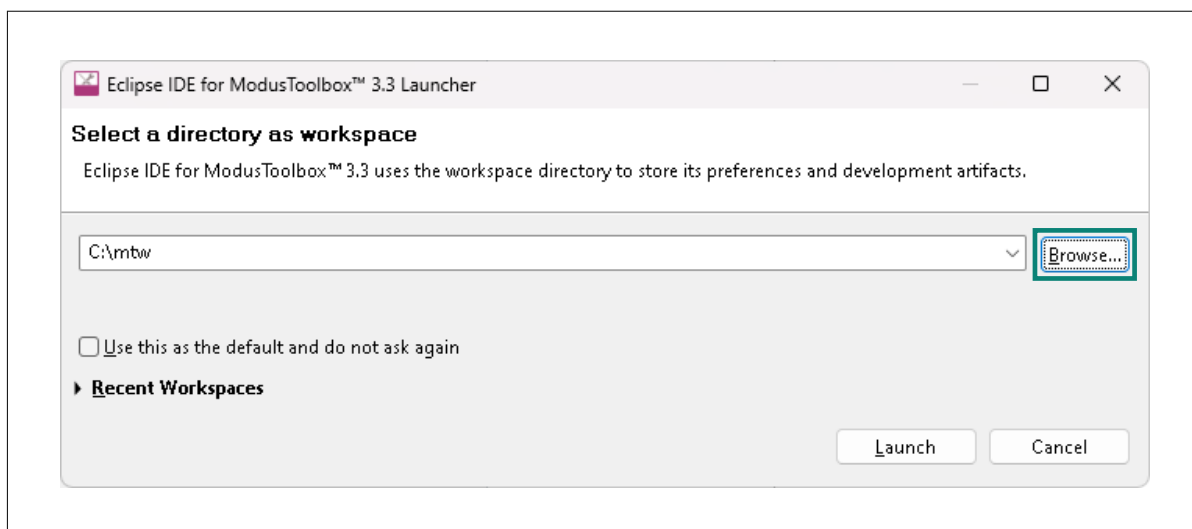 Eclipse IDE for ModusToolbox™ 3.3 Launcher
Select a directory as workspace
Eclipse IDE for ModusToolbox™ 3.3 uses the workspace directory to store its preferences and development artifacts.
C:\mtw
Browse...
Use this as the default and do not ask again
Recent Workspaces
Launch
Cancel